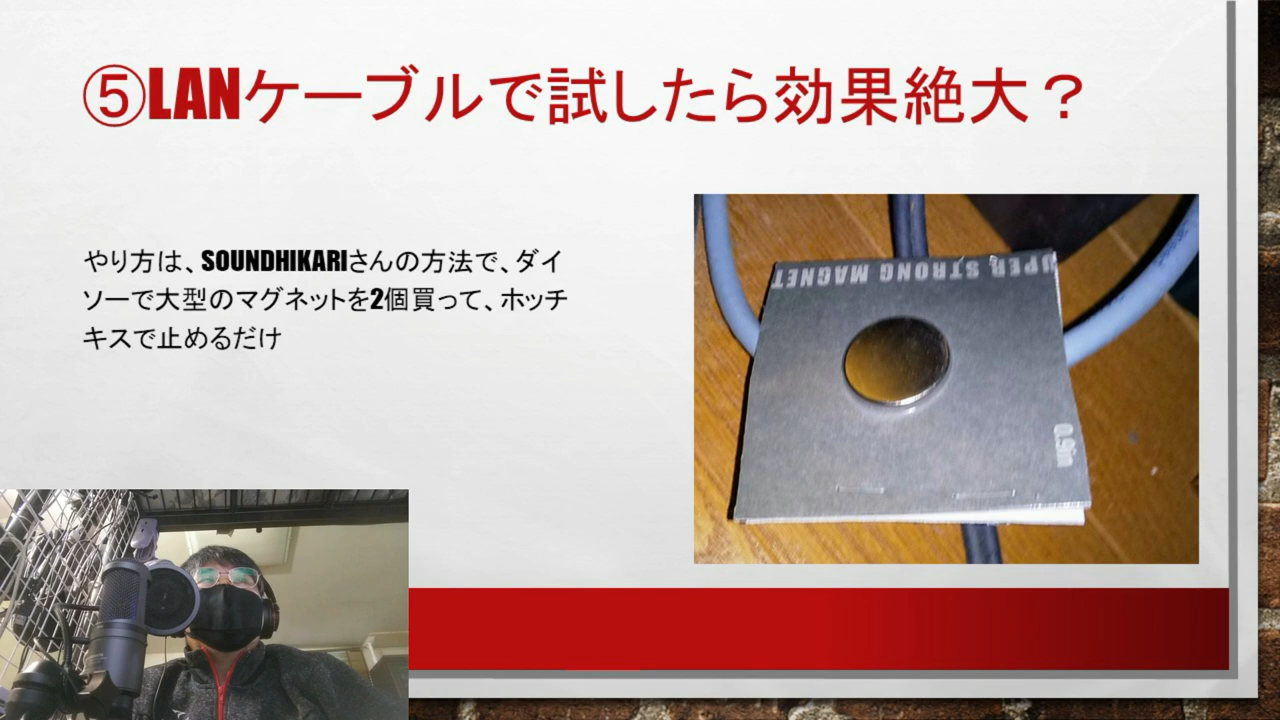 ⑤LANケーブルで試したら効果絶大？
やり方は、SOUNDHIKARIさんの方法で、ダイ
ソーで大型のマグネットを2個買って、ホッチ
キスで止めるだけ
UPER STRONG MAGNET
0.9in